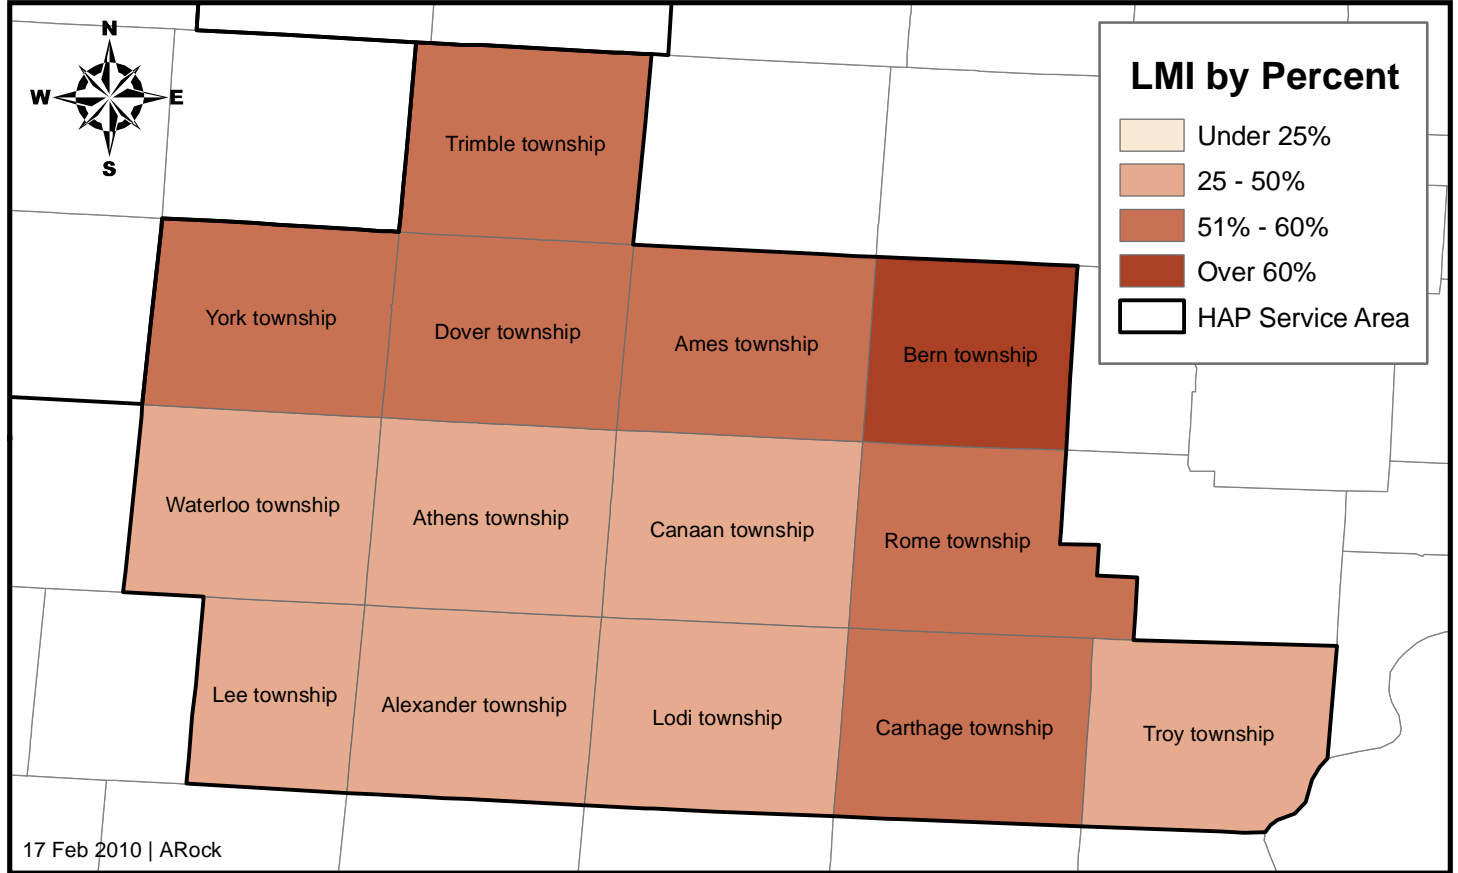 N
W
E
S
LMI by Percent
Under 25%
25 - 50%
51% - 60%
Over 60%
HAP Service Area
Trimble township
York township
Dover township
Ames township
Bern township
Waterloo township
Athens township
Canaan township
Rome township
Lee township
Alexander township
Lodi township
Carthage township
Troy township
17 Feb 2010 | ARock